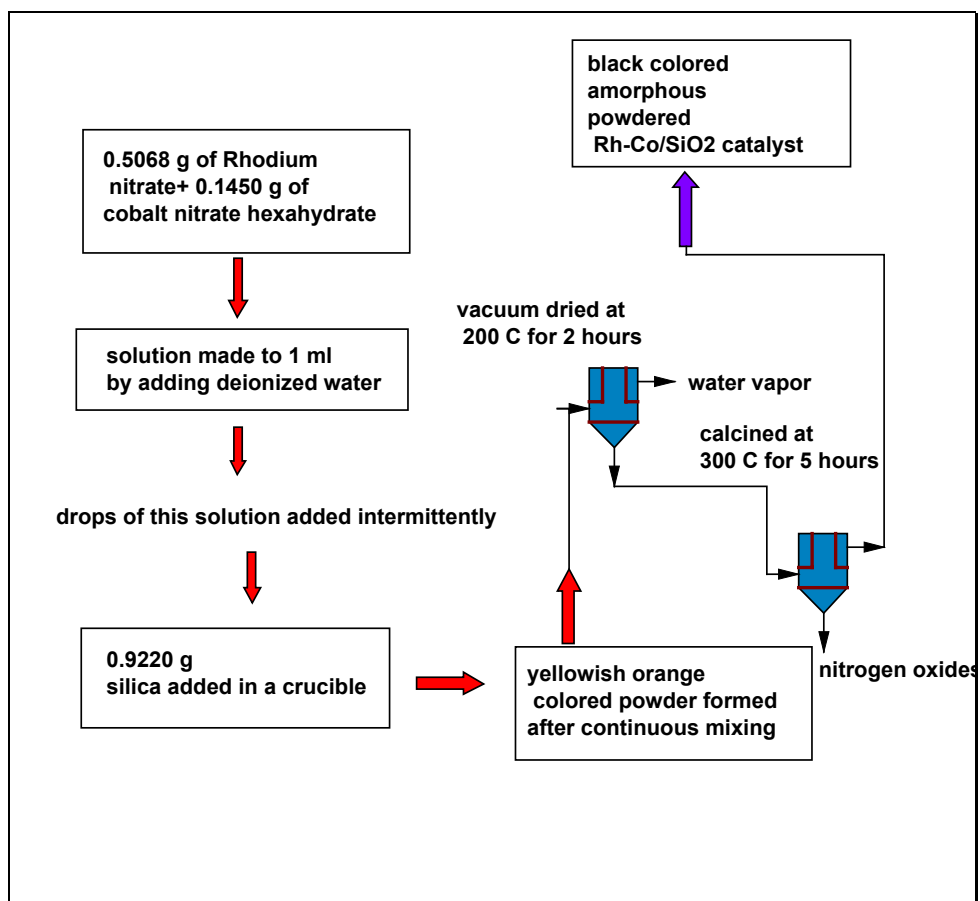 0.5068 g of Rhodium
nitrate+ 0.1450 g of
cobalt nitrate hexahydrate
solution made to 1 ml
by adding deionized water
drops of this solution added intermittently
0.9220 g
silica added in a crucible
yellowish orange
colored powder formed
after continuous mixing
vacuum dried at
200 C for 2 hours
water vapor
calcined at
300 C for 5 hours
nitrogen oxides
black colored
amorphous
powdered
Rh-Co/SiO2 catalyst